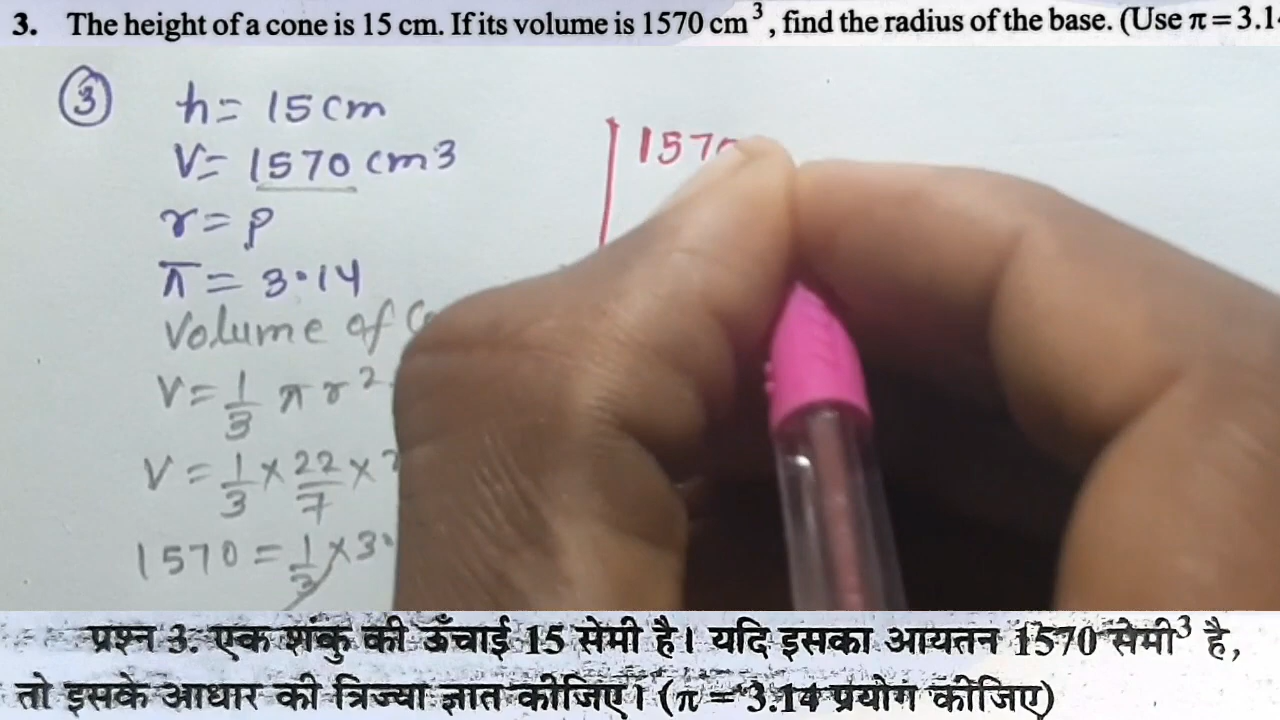 3. The height of a cone is 15 cm. If its volume is 1570 cm³, find the radius of the base. (Use π = 3.1
③ h = 15 cm
V = 1570 cm3
r = ?
π = 3.14
Volume of
V = 1/3 π r²
V = 1/3 × 22/7 ×
1570 = 1/3 × 3.
157
प्रश्न 3. एक शंकु की ऊँचाई 15 सेमी है। यदि इसका आयतन 1570 सेमी³ है,
तो इसके आधार की त्रिज्या ज्ञात कीजिए। (π = 3.14 प्रयोग कीजिए)